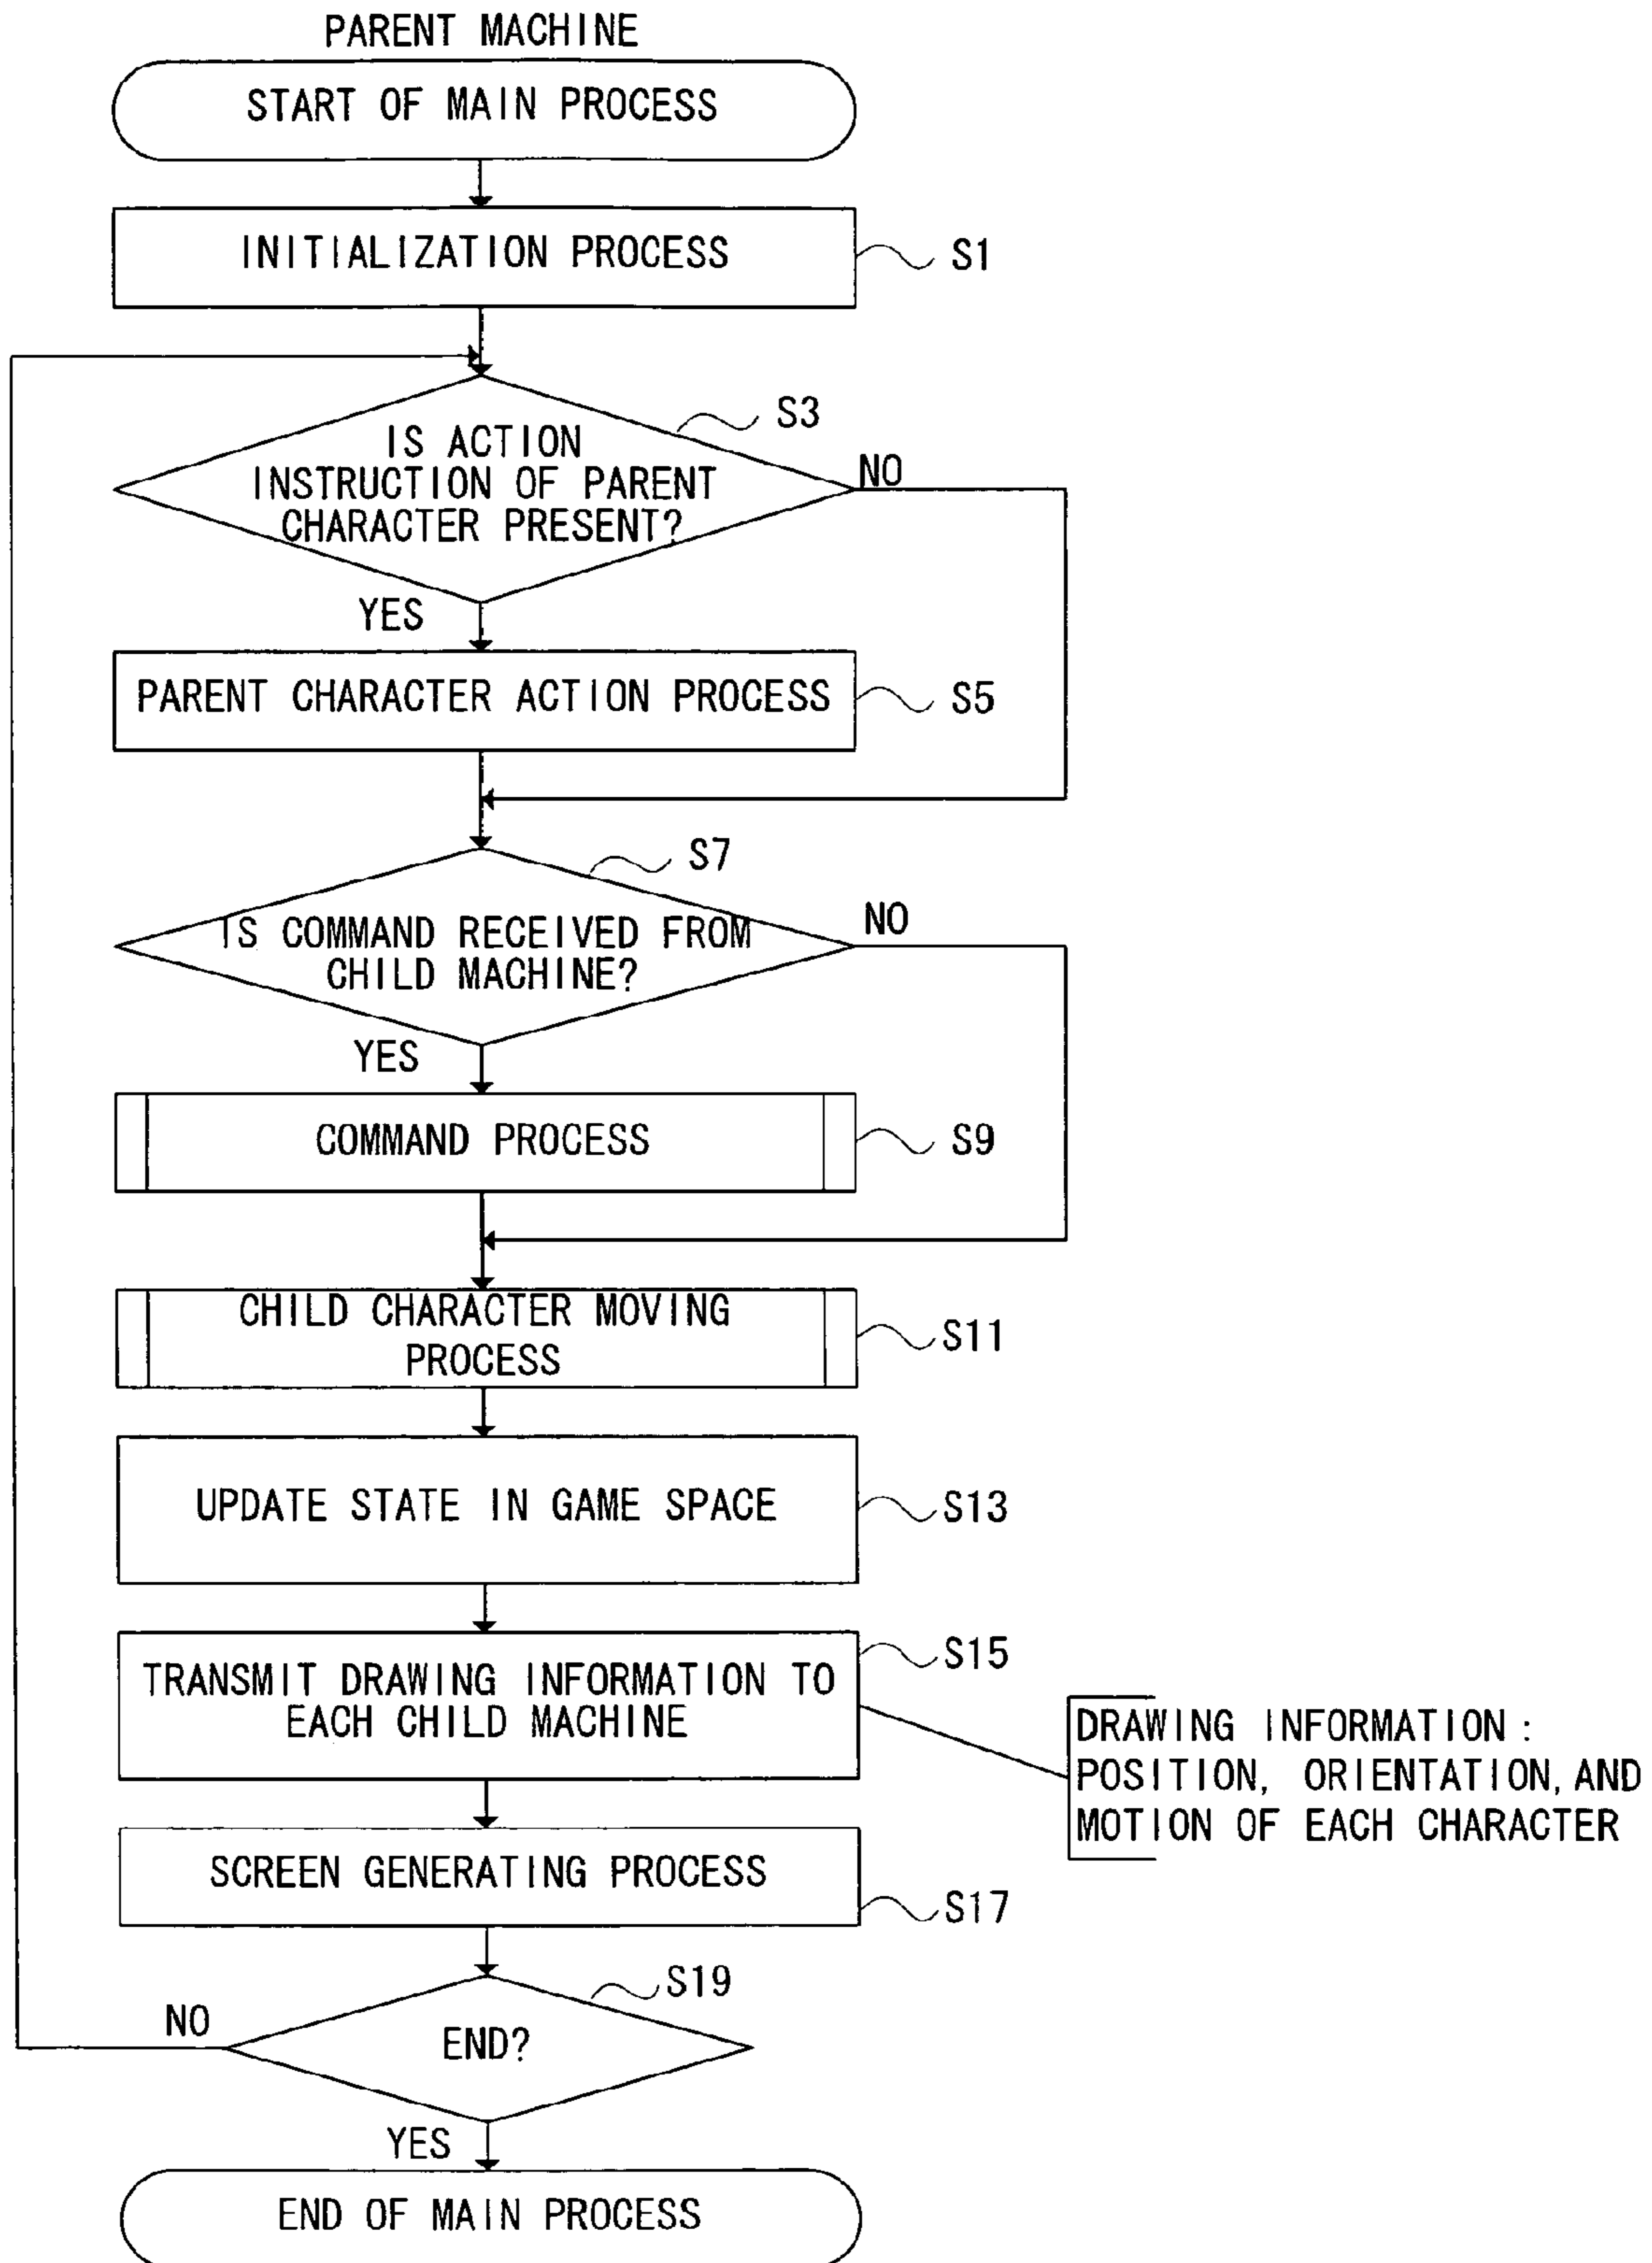 PARENT MACHINE
START OF MAIN PROCESS
INITIALIZATION PROCESS
S1
S3
IS ACTION
INSTRUCTION OF PARENT
CHARACTER PRESENT?
NO
YES
PARENT CHARACTER ACTION PROCESS
S5
S7
IS COMMAND RECEIVED FROM
CHILD MACHINE?
NO
YES
COMMAND PROCESS
S9
CHILD CHARACTER MOVING
PROCESS
S11
UPDATE STATE IN GAME SPACE
S13
S15
TRANSMIT DRAWING INFORMATION TO
EACH CHILD MACHINE
DRAWING INFORMATION:
POSITION, ORIENTATION, AND
MOTION OF EACH CHARACTER
SCREEN GENERATING PROCESS
S17
S19
END?
NO
YES
END OF MAIN PROCESS